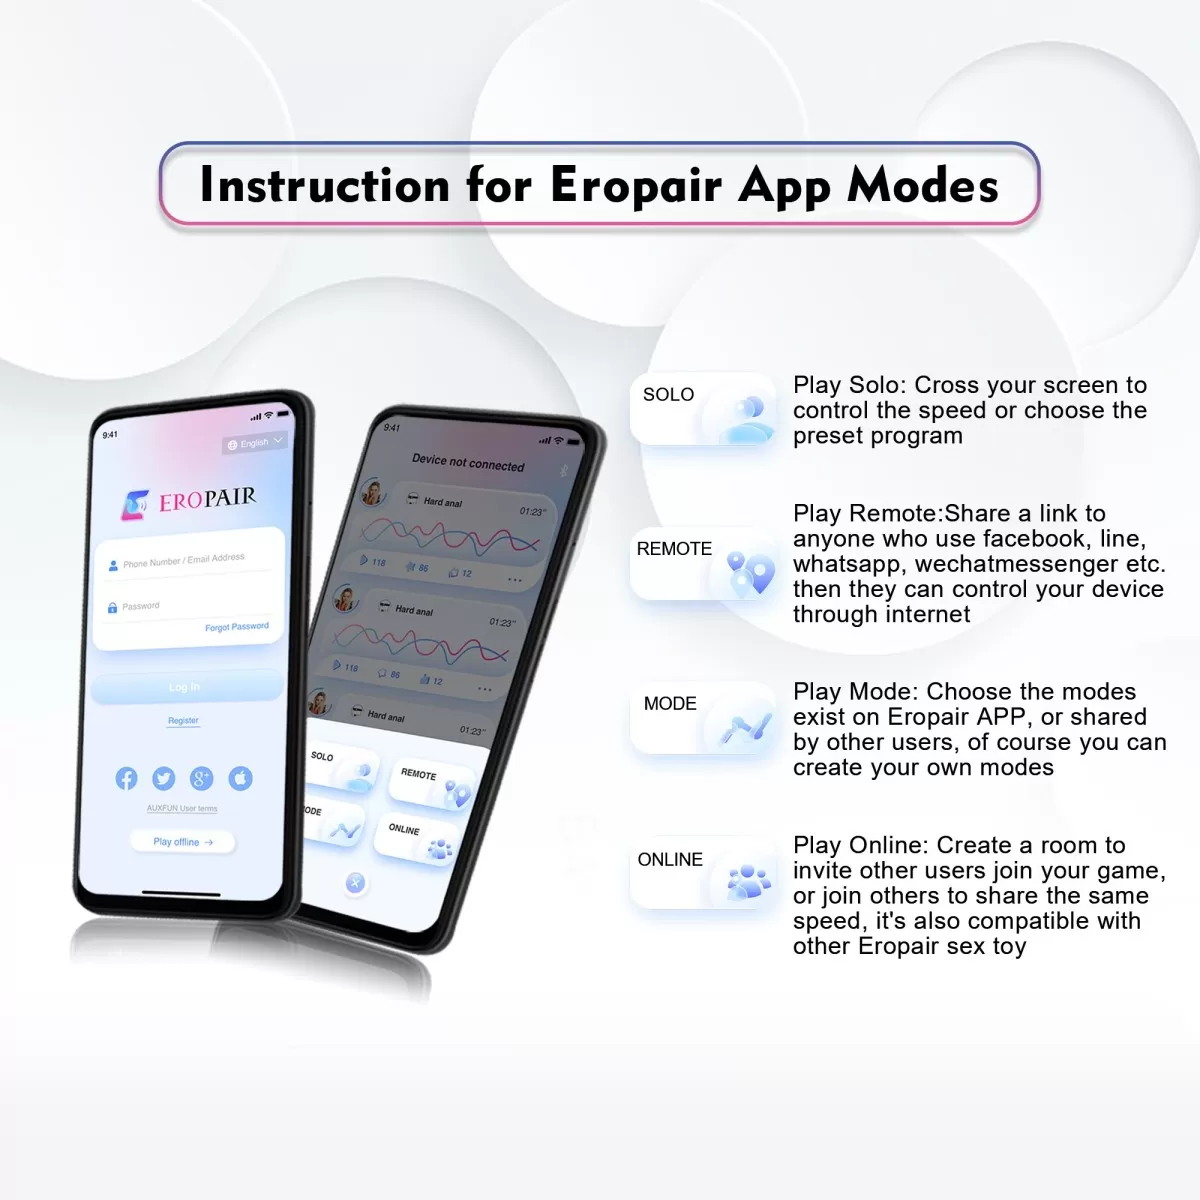 Instruction for Eropair App Modes
9:41
English
EROPAIR
Phone Number / Email Address
Password
Forgot Password
Log In
Register
AUXFUN User terms
Play offline →
9:41
Device not connected
Hard anal
01:23"
118 86 12
Hard anal
01:23"
118 86 12
Hard anal
01:23"
SOLO
REMOTE
ODE
ONLINE
SOLO
Play Solo: Cross your screen to
control the speed or choose the
preset program
REMOTE
Play Remote:Share a link to
anyone who use facebook, line,
whatsapp, wechatmessenger etc.
then they can control your device
through internet
MODE
Play Mode: Choose the modes
exist on Eropair APP, or shared
by other users, of course you can
create your own modes
ONLINE
Play Online: Create a room to
invite other users join your game,
or join others to share the same
speed, it's also compatible with
other Eropair sex toy